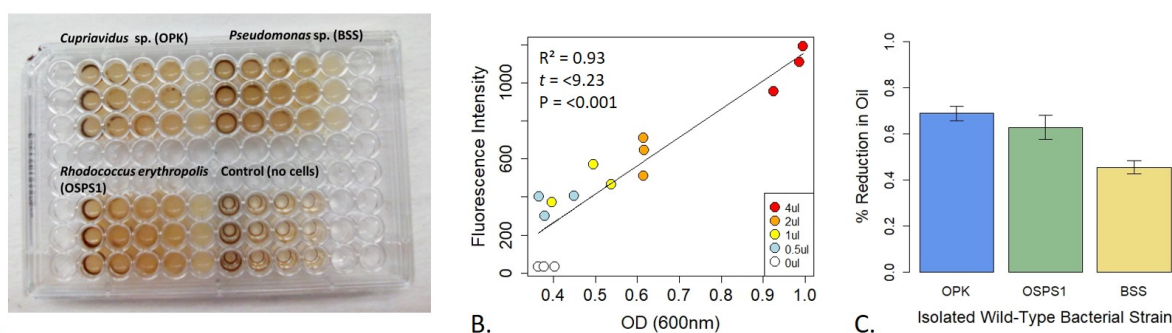 Cupriavidus sp. (OPK)
Pseudomonas sp. (BSS)
Rhodococcus erythropolis
(OSPS1)
Control (no cells)
R² = 0.93
t = <9.23
P = <0.001
Fluorescence Intensity
1000
600
400
200
0
4ul
2ul
1ul
0.5ul
0ul
0.4 0.5 0.6 0.7 0.8 0.9 1.0
B.
OD (600nm)
% Reduction in Oil
1.0
0.8
0.6
0.4
0.2
0.0
OPK OSPS1 BSS
C.
Isolated Wild-Type Bacterial Strain